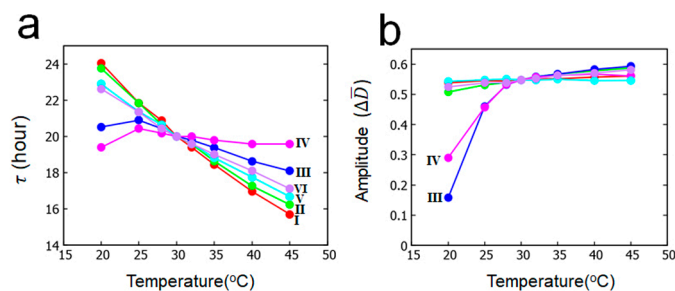 a
b
24
22
20
18
16
14
τ (hour)
IV
III
VI
V
II
I
15 20 25 30 35 40 45 50
Temperature(°C)
0.6
0.5
0.4
0.3
0.2
0.1
0
Amplitude (ΔD̅)
IV
III
15 20 25 30 35 40 45 50
Temperature(°C)